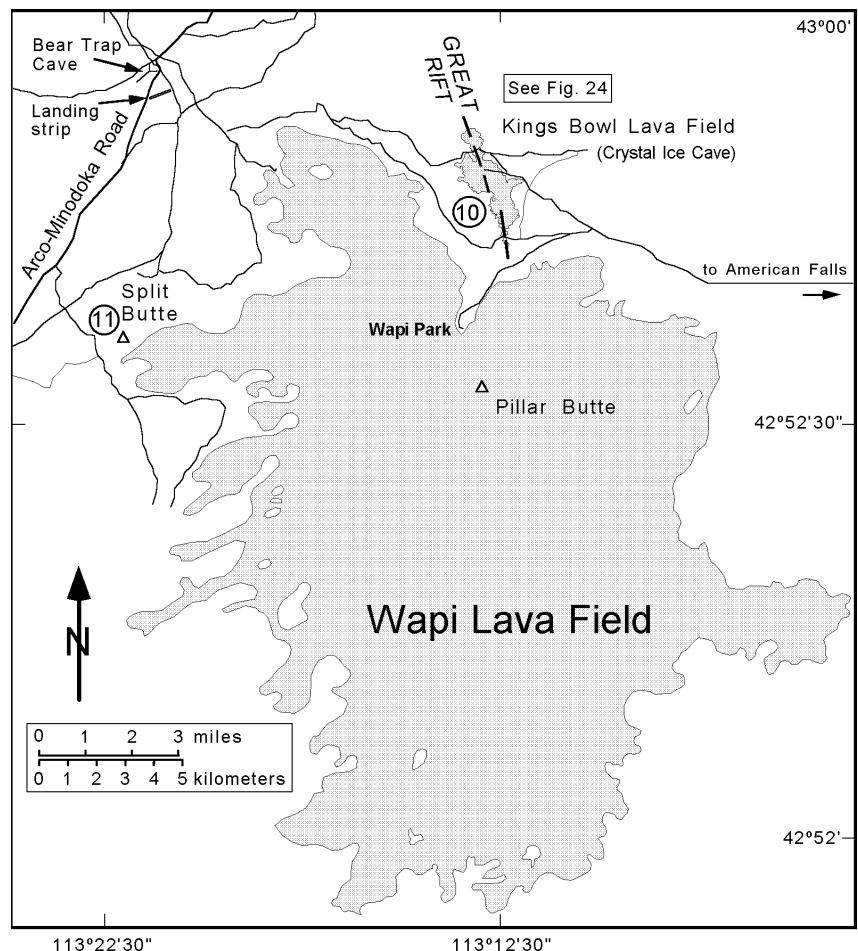 43°00'
Bear Trap
Cave
Landing
strip
Arco-Minodoka Road
GREAT
RIFT
See Fig. 24
Kings Bowl Lava Field
(Crystal Ice Cave)
10
to American Falls
Split
Butte
11
Wapi Park
Pillar Butte
42°52'30"
Wapi Lava Field
N
0 1 2 3 miles
0 1 2 3 4 5 kilometers
42°52'
113°22'30"
113°12'30"